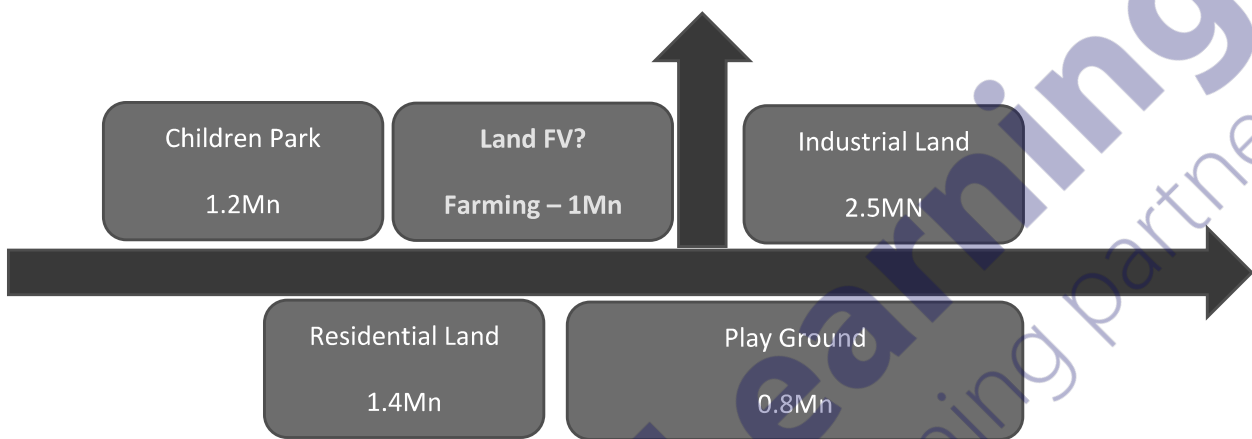 Children Park
1.2Mn
Land FV?
Farming – 1Mn
Industrial Land
2.5MN
Residential Land
1.4Mn
Play Ground
0.8Mn
Learning